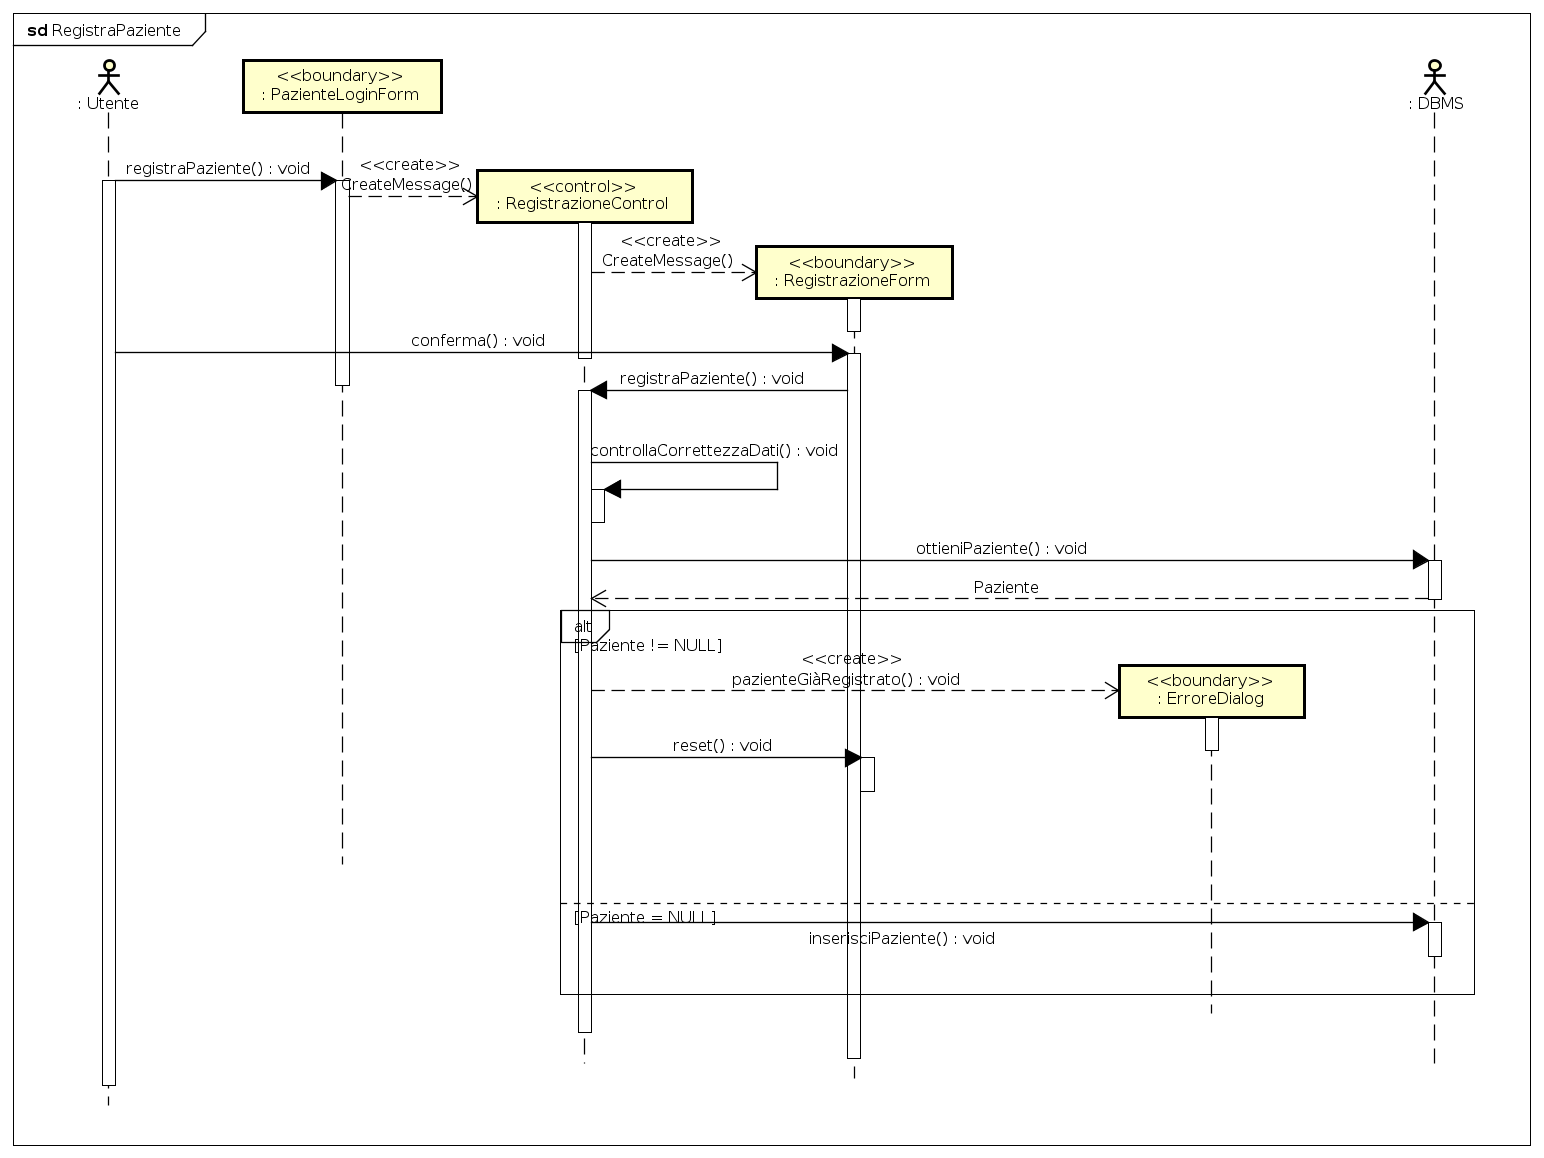 sd RegistraPaziente
: Utente
<<boundary>>
: PazienteLoginForm
: DBMS
registraPaziente() : void
<<create>>
CreateMessage()
<<control>>
: RegistrazioneControl
<<create>>
CreateMessage()
<<boundary>>
: RegistrazioneForm
conferma() : void
registraPaziente() : void
controllaCorrettezzaDati() : void
ottieniPaziente() : void
Paziente
alt
[Paziente != NULL]
<<create>>
pazienteGiàRegistrato() : void
<<boundary>>
: ErroreDialog
reset() : void
[Paziente = NULL]
inserisciPaziente() : void